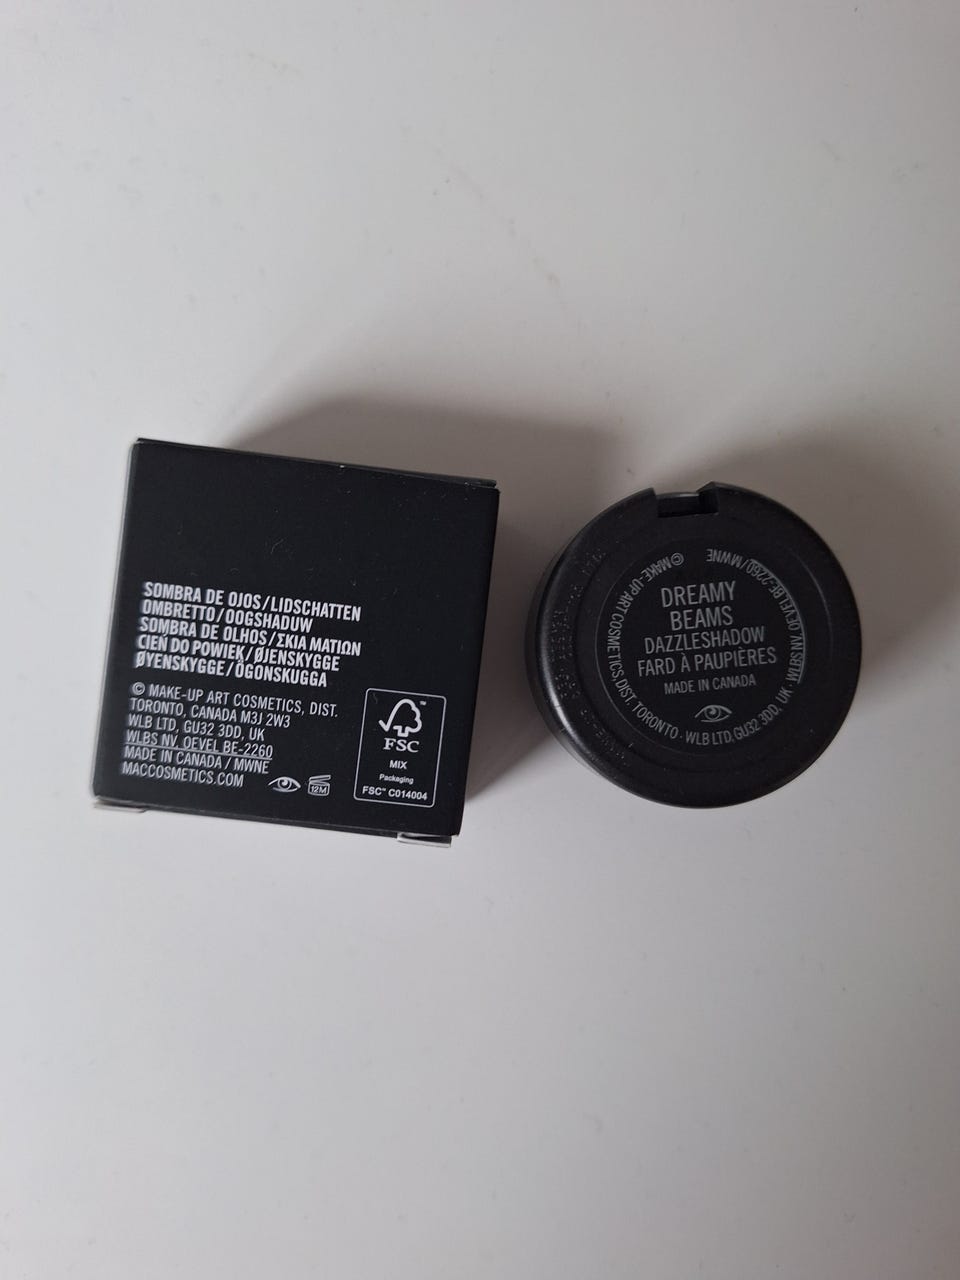 SOMBRA DE OJOS/LIDSCHATTEN
OMBRETTO/OOGSHADUW
SOMBRA DE OLHOS/ΣΚΙΑ ΜΑΤΙΩΝ
CIEŃ DO POWIEK/ØJENSKYGGE
ØYENSKYGGE/ÖGONSKUGGA
© MAKE-UP ART COSMETICS, DIST.
TORONTO, CANADA M3J 2W3
WLB LTD, GU32 3DD, UK
WLBS NV, OEVEL BE-2260
MADE IN CANADA / MWNE
MACCOSMETICS.COM
12M
FSC™
MIX
Packaging
FSC™ C014004
DREAMY
BEAMS
DAZZLESHADOW
FARD À PAUPIÈRES
MADE IN CANADA
© MAKE-UP ART COSMETICS, DIST. TORONTO · WLB LTD, GU32 3DD, UK · WLBS NV, OEVEL BE-2260 / MWNE